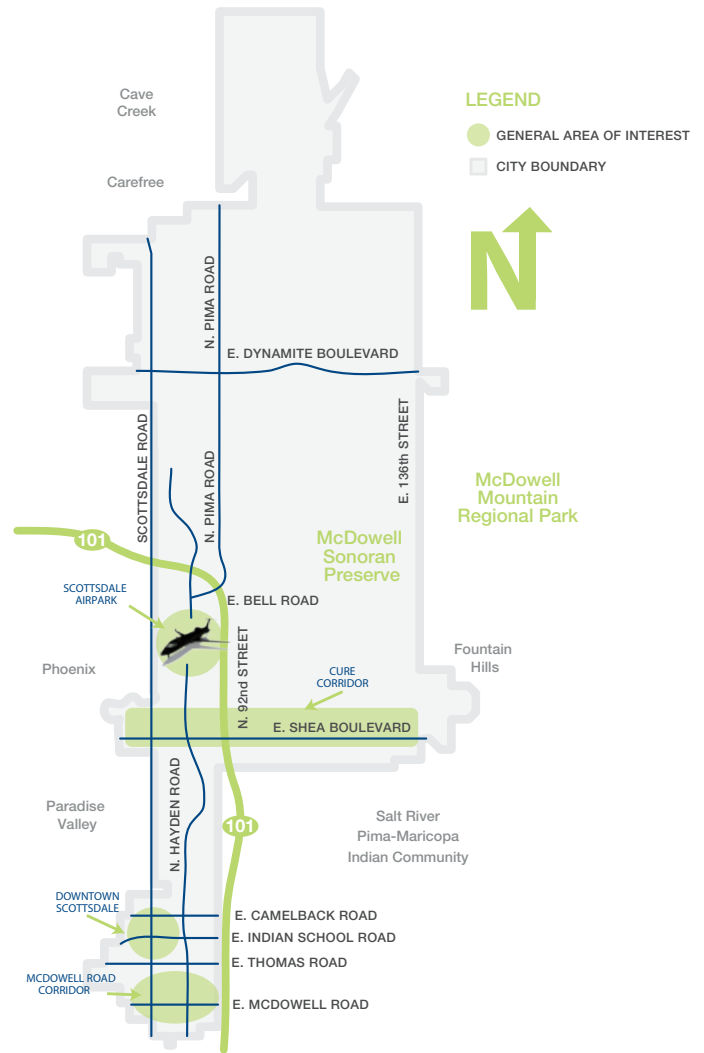 Cave
Creek
Carefree
LEGEND
GENERAL AREA OF INTEREST
CITY BOUNDARY
N
N. PIMA ROAD
E. DYNAMITE BOULEVARD
SCOTTSDALE ROAD
N. PIMA ROAD
E. 136th STREET
McDowell
Mountain
Regional Park
McDowell
Sonoran
Preserve
101
SCOTTSDALE
AIRPARK
E. BELL ROAD
Phoenix
N. 92nd STREET
CURE
CORRIDOR
Fountain
Hills
E. SHEA BOULEVARD
N. HAYDEN ROAD
Paradise
Valley
101
Salt River
Pima-Maricopa
Indian Community
DOWNTOWN
SCOTTSDALE
E. CAMELBACK ROAD
E. INDIAN SCHOOL ROAD
E. THOMAS ROAD
MCDOWELL ROAD
CORRIDOR
E. MCDOWELL ROAD